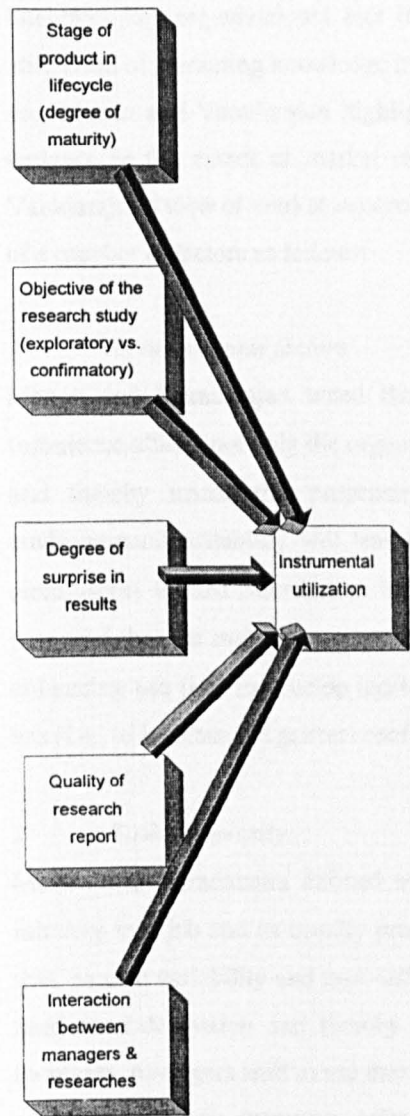 Stage of
product in
lifecycle
(degree of
maturity)
Objective of the
research study
(exploratory vs.
confirmatory)
Degree of
surprise in
results
Instrumental
utilization
Quality of
research
report
Interaction
between
managers &
researches